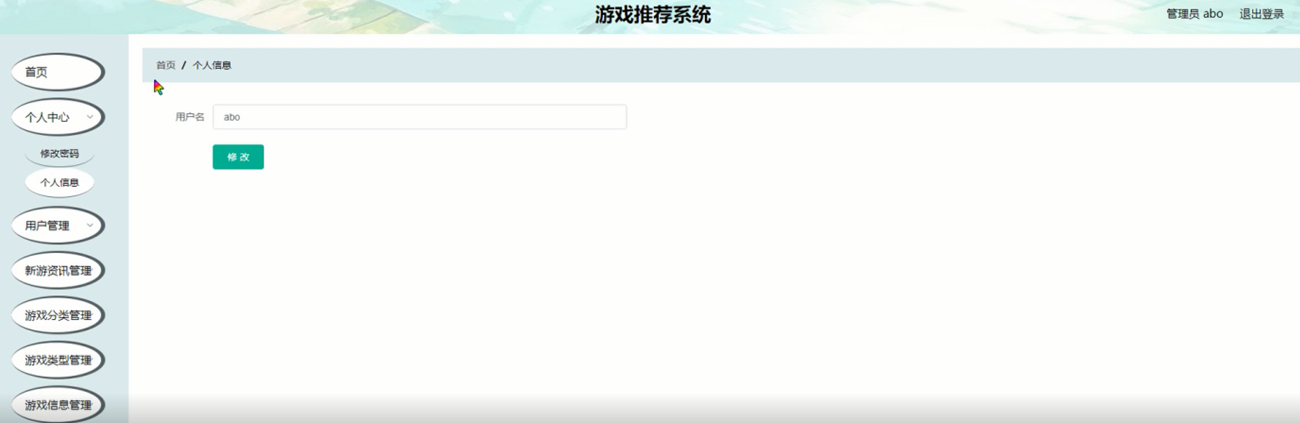 游戏推荐系统
管理员 abo 退出登录
首页
个人中心
修改密码
个人信息
用户管理
新游资讯管理
游戏分类管理
游戏类型管理
游戏信息管理
首页 / 个人信息
用户名 abo
修 改